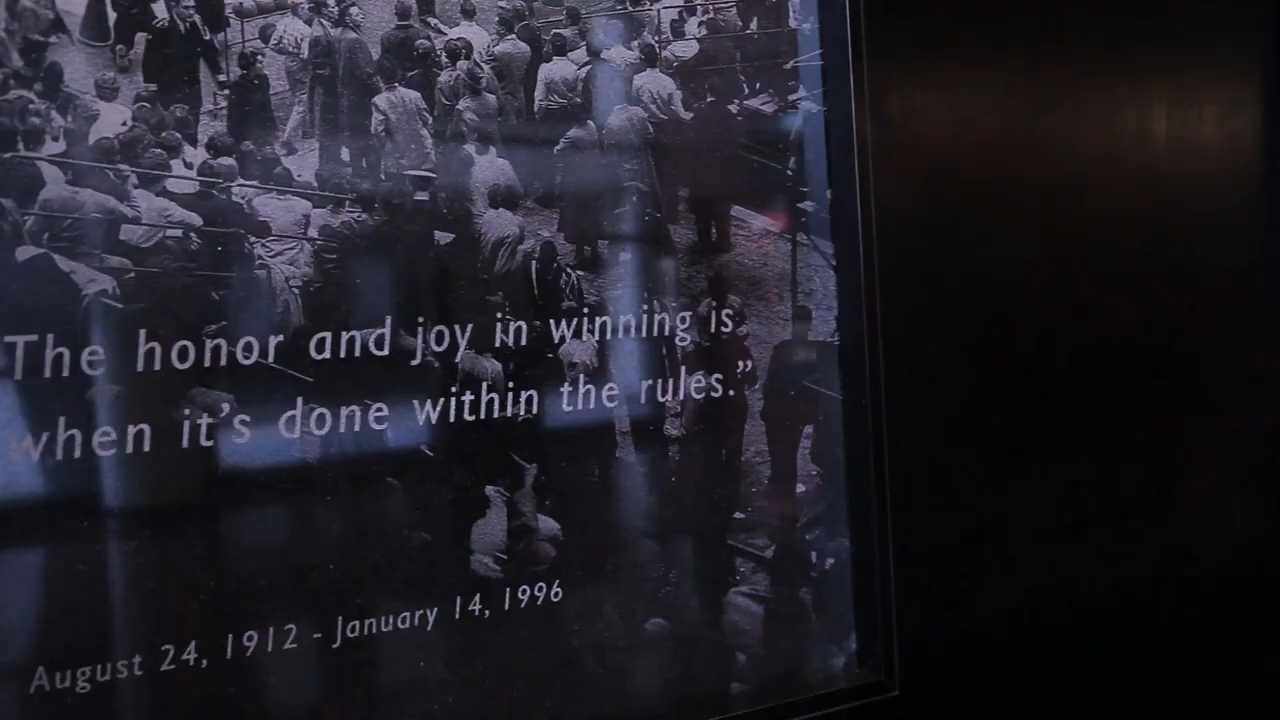 The honor and joy in winning is
when it's done within the rules.”
August 24, 1912 - January 14, 1996